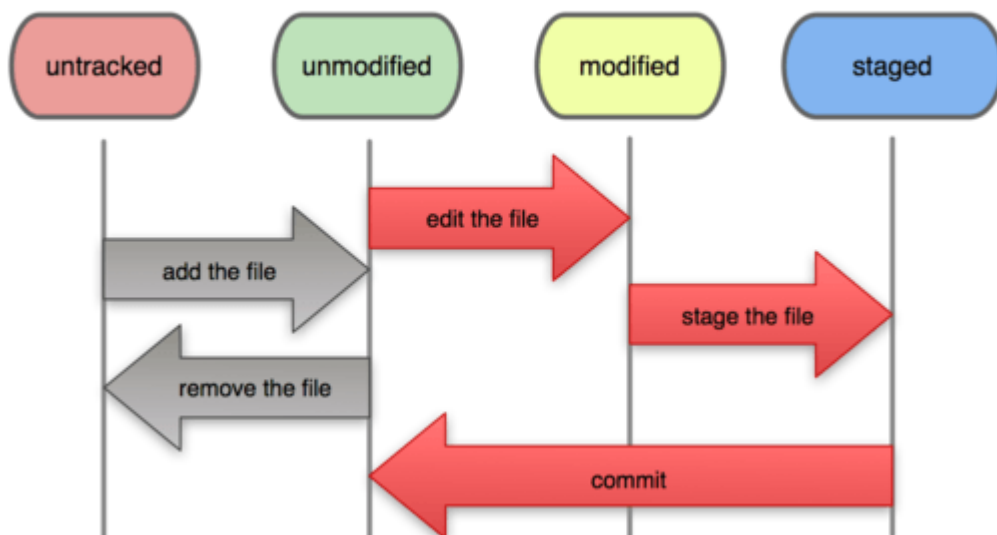 untracked
unmodified
modified
staged
edit the file
add the file
stage the file
remove the file
commit